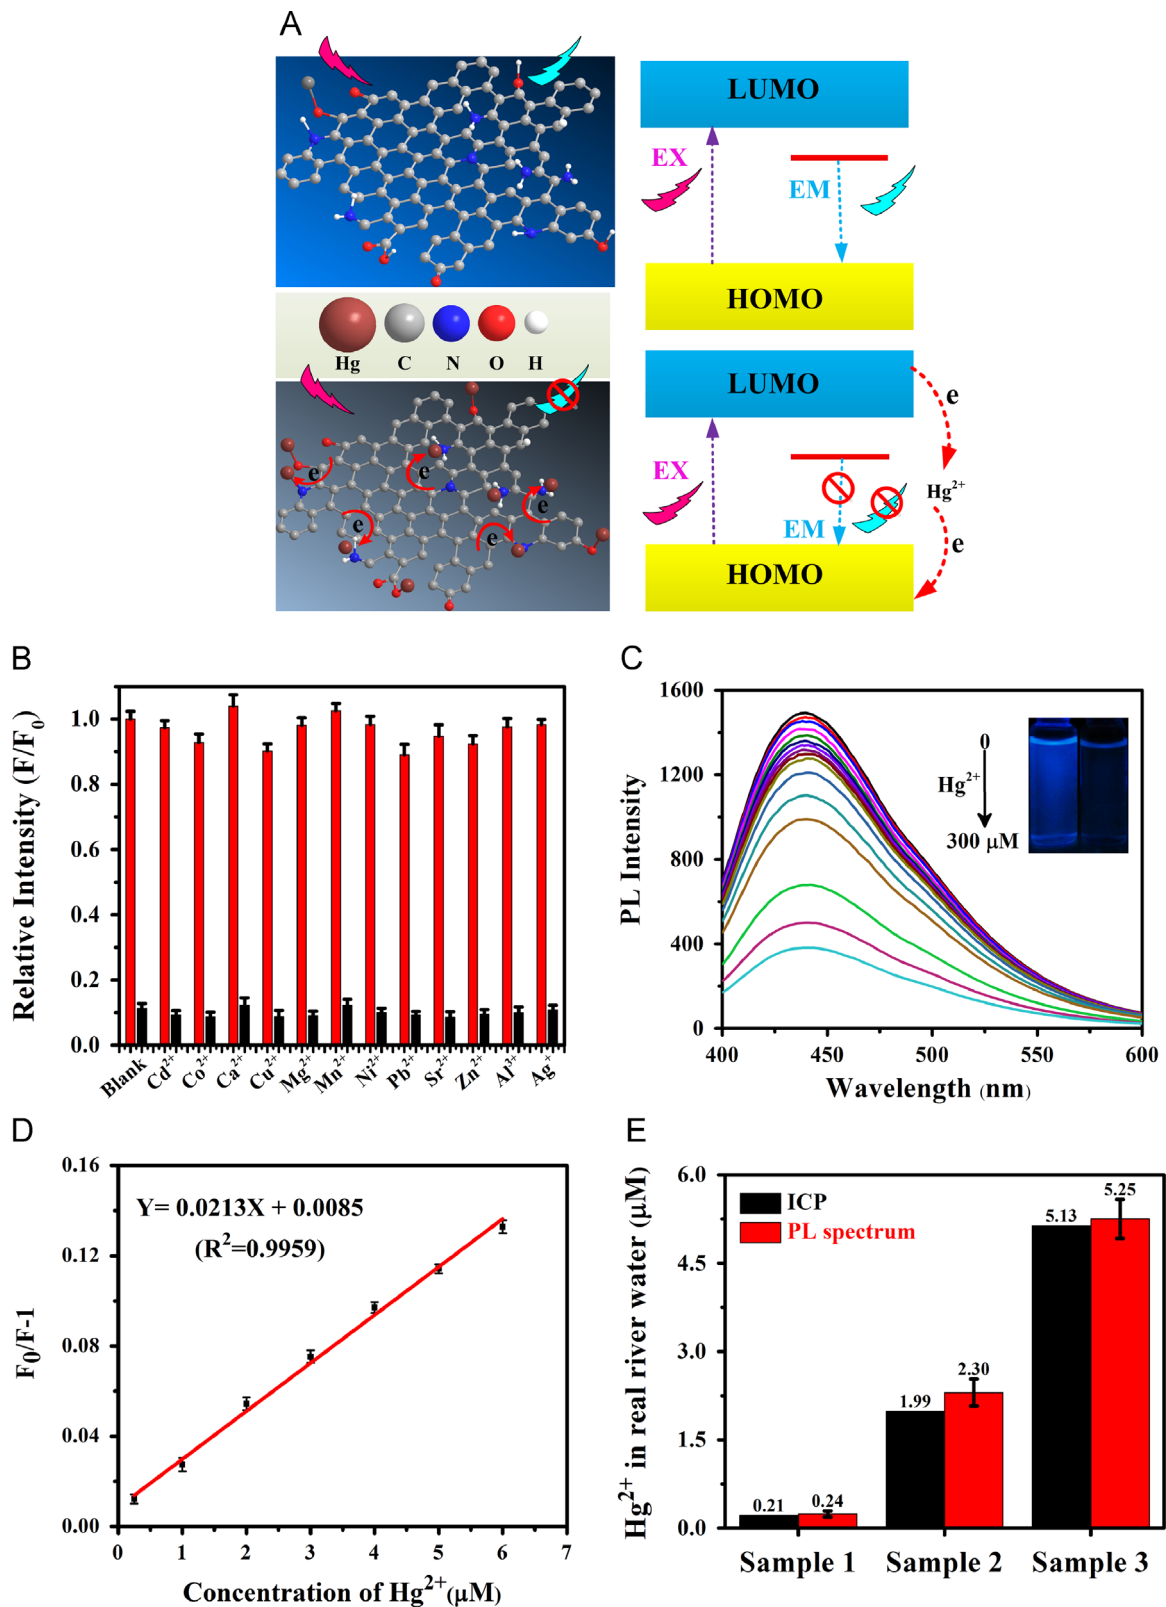 A
LUMO
EX
EM
HOMO
Hg C N O H
LUMO
e
EX
Hg2+
EM
e
HOMO
e
e
e
e
e
B
Relative Intensity (F/F0)
1.0
0.8
0.6
0.4
0.2
0.0
Blank Cd2+ Co2+ Ca2+ Cu2+ Mg2+ Mn2+ Ni2+ Pb2+ Sr2+ Zn2+ Al3+ Ag+
C
PL Intensity
1600
1200
800
400
0
0
Hg2+
300 μM
400 450 500 550 600
Wavelength (nm)
D
F0/F-1
0.16
0.12
0.08
0.04
0.00
Y= 0.0213X + 0.0085
(R2=0.9959)
0 1 2 3 4 5 6 7
Concentration of Hg2+(μM)
E
Hg2+ in real river water (μM)
6.0
4.5
3.0
1.5
0.0
ICP
PL spectrum
0.21 0.24
1.99 2.30
5.13 5.25
Sample 1 Sample 2 Sample 3